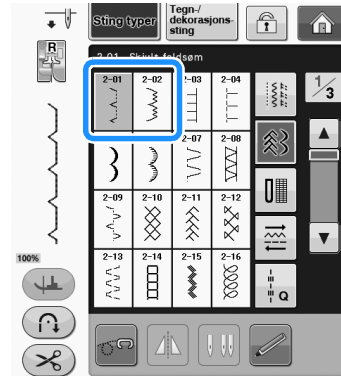 Sting typer
Tegn-/
dekorasjons-
sting
R
2-01 Skjult faldsøm
1/3
2-01 2-02 2-03 2-04
2-07 2-08
2-09 2-10 2-11 2-12
2-13 2-14 2-15 2-16
100%
Q